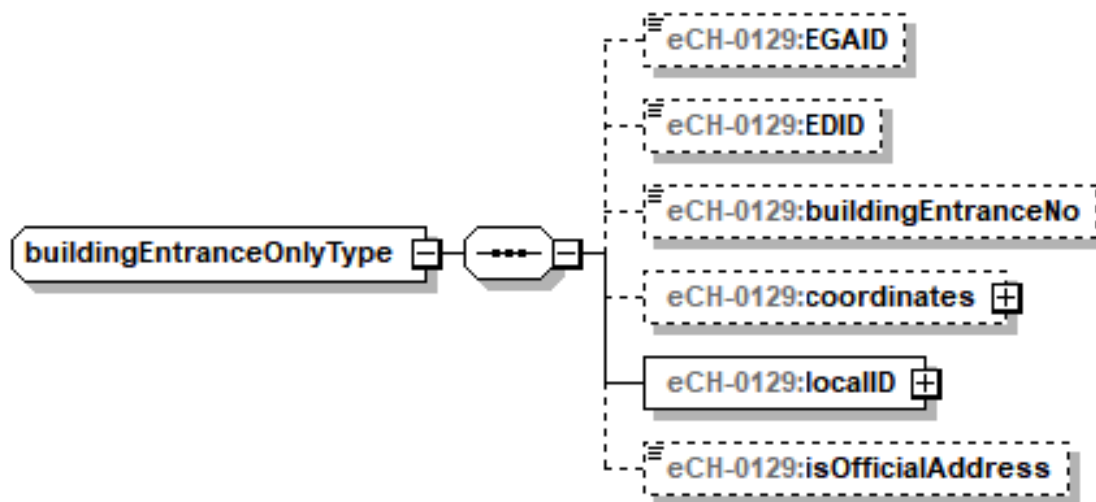 eCH-0129:EGAID
eCH-0129:EDID
eCH-0129:buildingEntranceNo
buildingEntranceOnlyType
eCH-0129:coordinates
eCH-0129:localID
eCH-0129:isOfficialAddress